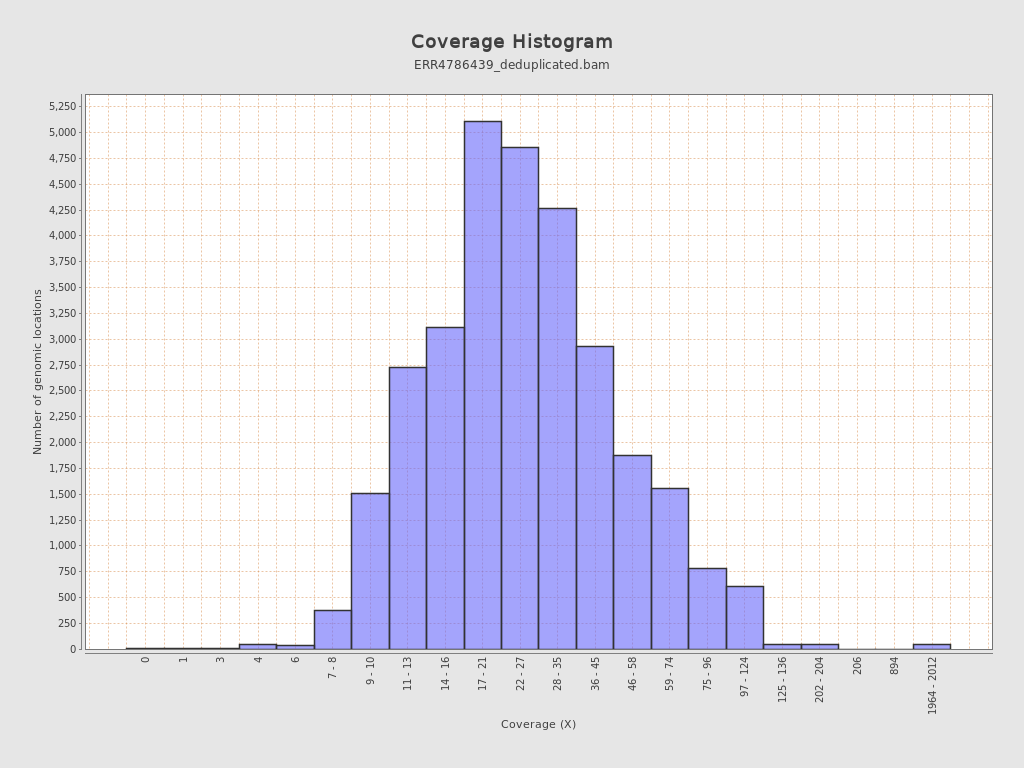 Coverage Histogram
ERR4786439_deduplicated.bam
Number of genomic locations
5,250
5,000
4,750
4,500
4,250
4,000
3,750
3,500
3,250
3,000
2,750
2,500
2,250
2,000
1,750
1,500
1,250
1,000
750
500
250
0
0
1
3
4
6
7 - 8
9 - 10
11 - 13
14 - 16
17 - 21
22 - 27
28 - 35
36 - 45
46 - 58
59 - 74
75 - 96
97 - 124
125 - 136
202 - 204
206
894
1964 - 2012
Coverage (X)